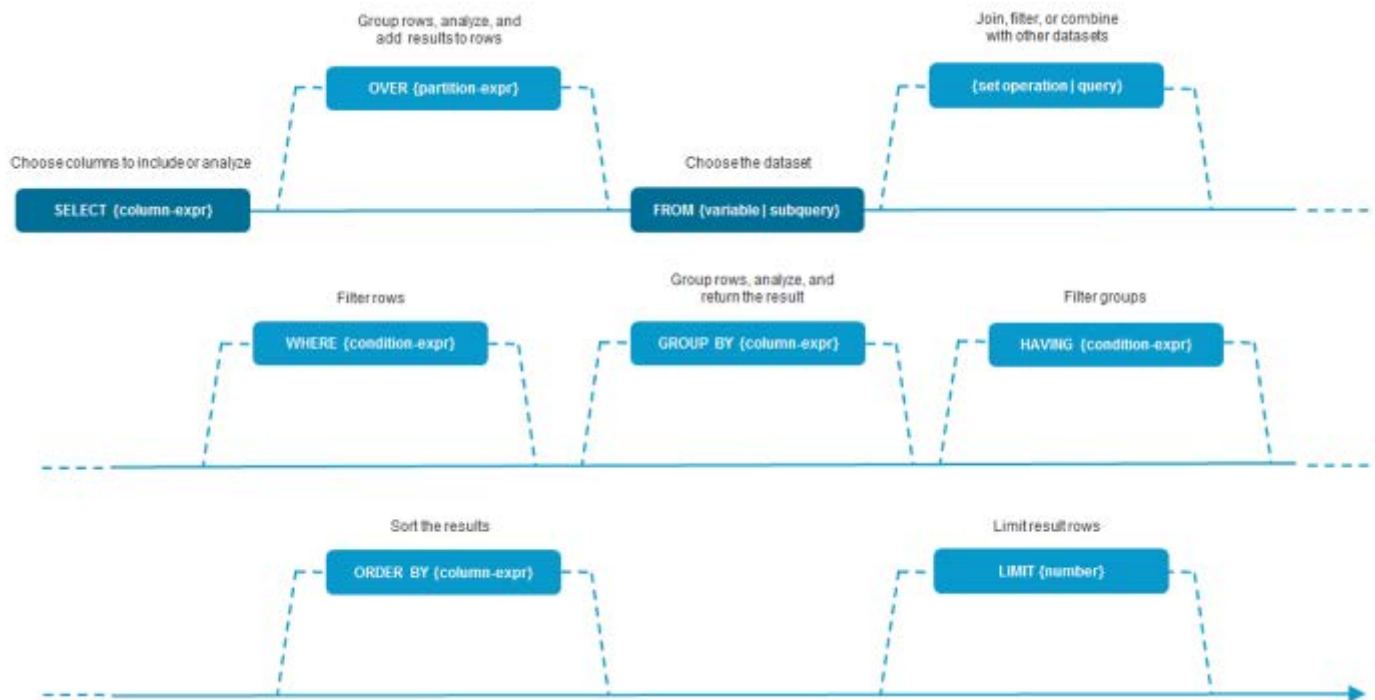 Group rows, analyze, and
add results to rows
Join, filter, or combine
with other datasets
OVER {partition-expr}
{set operation | query}
Choose columns to include or analyze
Choose the dataset
SELECT {column-expr}
FROM {variable | subquery}
Filter rows
Group rows, analyze, and
return the result
Filter groups
WHERE {condition-expr}
GROUP BY {column-expr}
HAVING {condition-expr}
Sort the results
Limit result rows
ORDER BY {column-expr}
LIMIT {number}